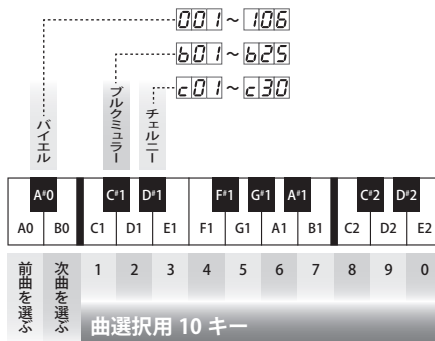 001～106
b01～b25
c01～c30
バイエル
ブルクミュラー
チェルニー
A#0 C#1 D#1 F#1 G#1 A#1 C#2 D#2
A0 B0 C1 D1 E1 F1 G1 A1 B1 C2 D2 E2
前曲を選ぶ
次曲を選ぶ
1 2 3 4 5 6 7 8 9 0
曲選択用 10 キー